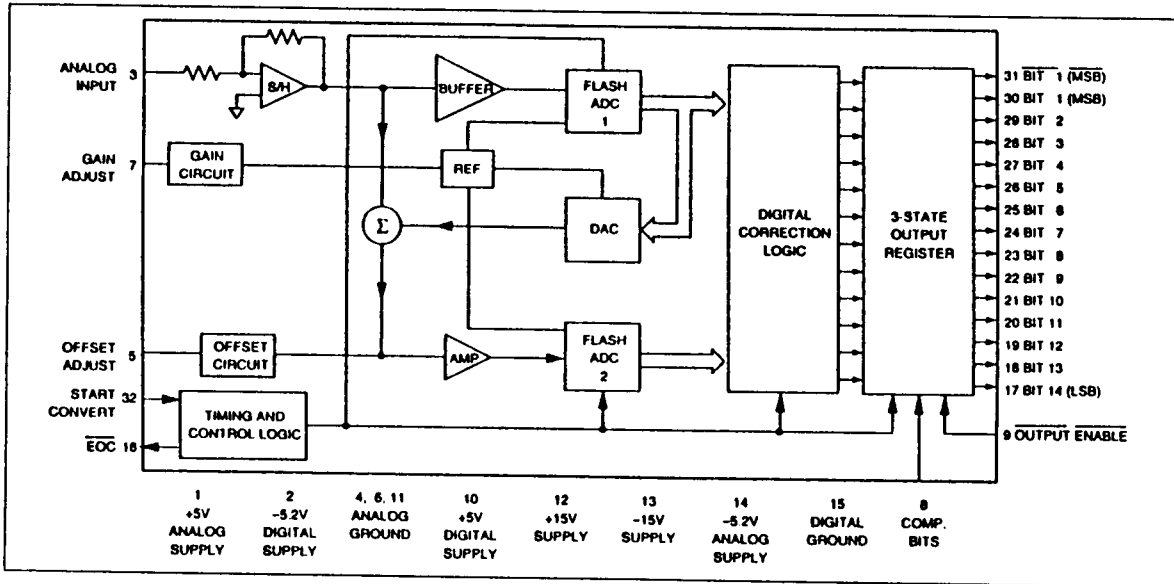 ANALOG
INPUT
3
S/H
BUFFER
FLASH
ADC
1
GAIN
ADJUST
7
GAIN
CIRCUIT
REF
DAC
Σ
DIGITAL
CORRECTION
LOGIC
3-STATE
OUTPUT
REGISTER
31 BIT 1 (MSB)
30 BIT 1 (MSB)
29 BIT 2
28 BIT 3
27 BIT 4
26 BIT 5
25 BIT 6
24 BIT 7
23 BIT 8
22 BIT 9
21 BIT 10
20 BIT 11
19 BIT 12
18 BIT 13
17 BIT 14 (LSB)
OFFSET
ADJUST
5
OFFSET
CIRCUIT
AMP
FLASH
ADC
2
START
CONVERT
32
TIMING AND
CONTROL LOGIC
EOC 16
9 OUTPUT ENABLE
1
+5V
ANALOG
SUPPLY
2
-5.2V
DIGITAL
SUPPLY
4, 6, 11
ANALOG
GROUND
10
+5V
DIGITAL
SUPPLY
12
+15V
SUPPLY
13
-15V
SUPPLY
14
-5.2V
ANALOG
SUPPLY
15
DIGITAL
GROUND
8
COMP.
BITS